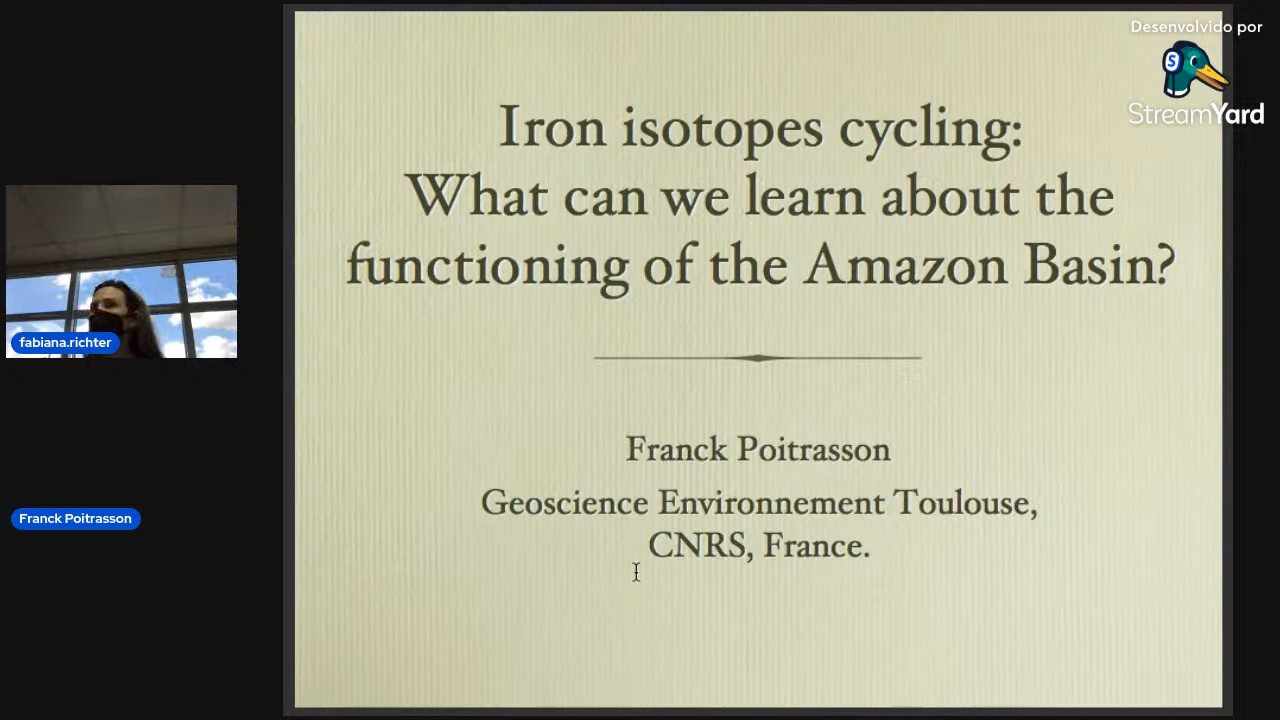 Desenvolvido por
StreamYard
Iron isotopes cycling:
What can we learn about the
functioning of the Amazon Basin?
fabiana.richter
Franck Poitrasson
Geoscience Environnement Toulouse,
CNRS, France.
Franck Poitrasson